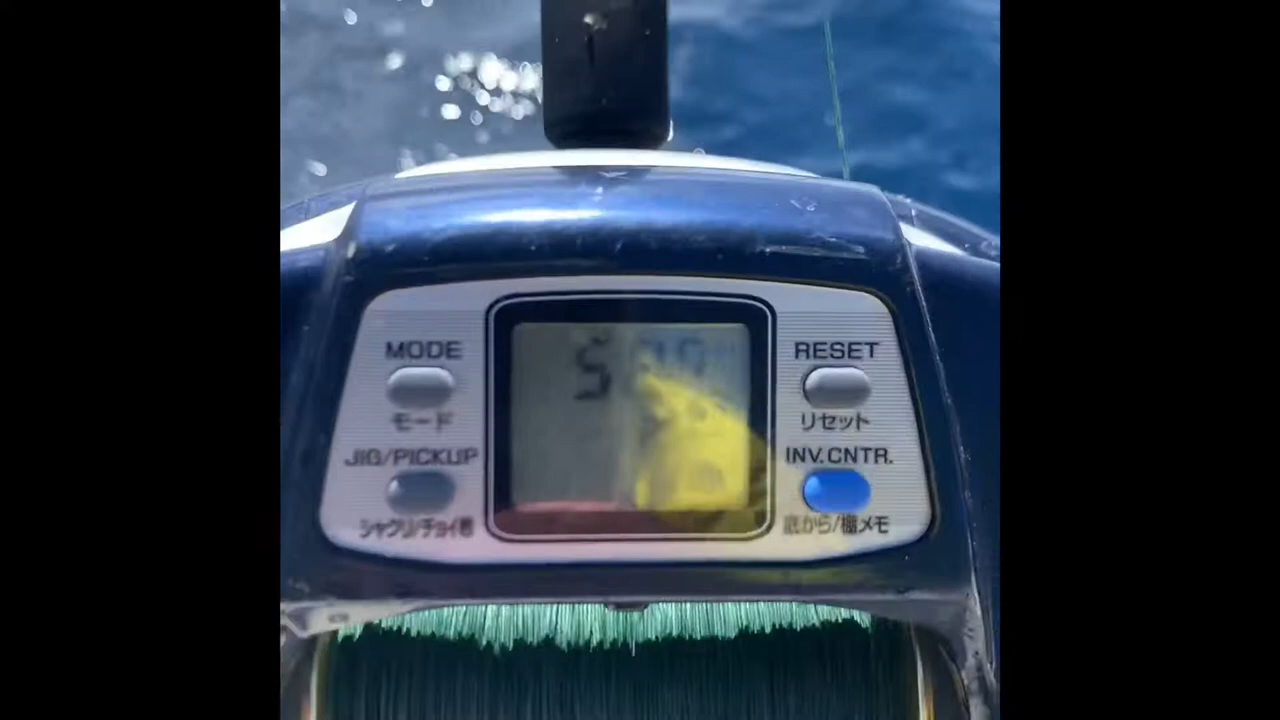 MODE
モード
JIG/PICKUP
シャクリ/チョイ巻
RESET
リセット
INV.CNTR.
底から/棚メモ
5